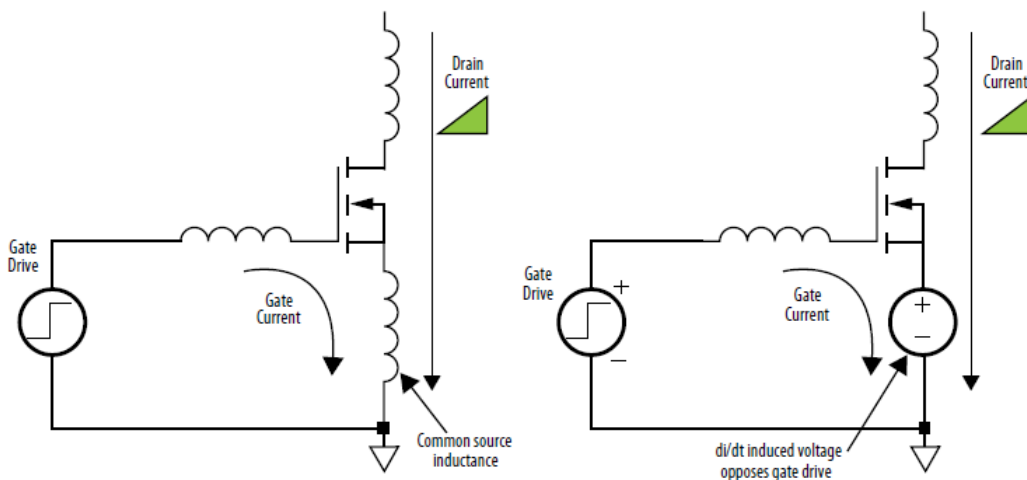 Drain
Current
Gate
Drive
Gate
Current
Common source
inductance
Drain
Current
Gate
Drive
+
−
Gate
Current
+
−
di/dt induced voltage
opposes gate drive